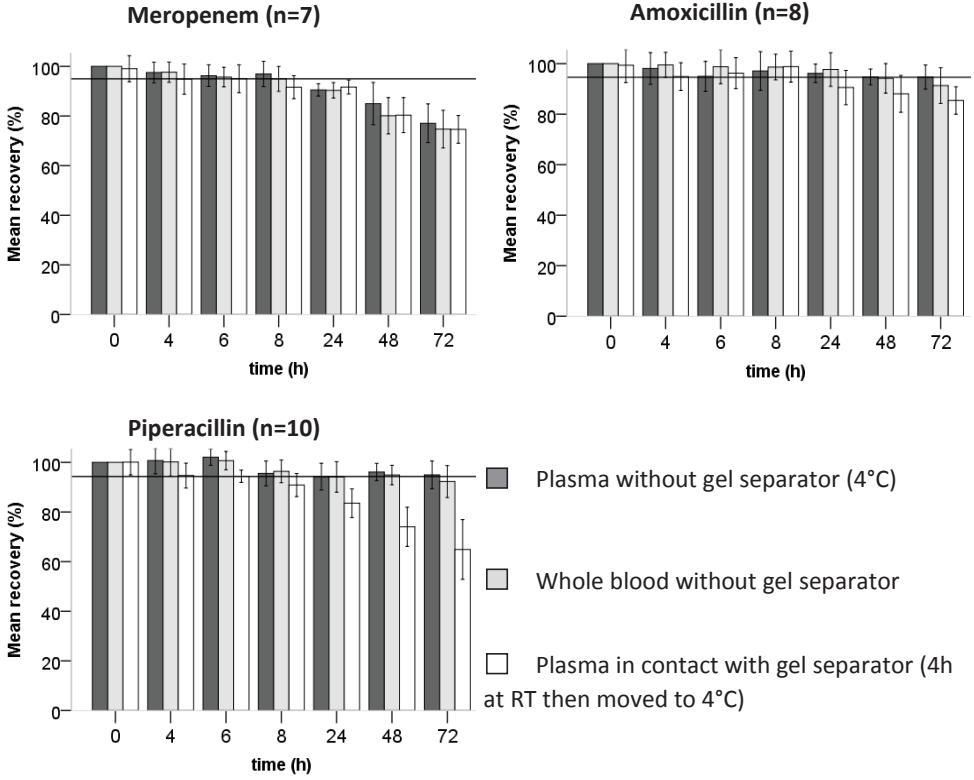 Meropenem (n=7)
Mean recovery (%)
100
80
60
40
20
0
0 4 6 8 24 48 72
time (h)
Amoxicillin (n=8)
Mean recovery (%)
100
80
60
40
20
0
0 4 6 8 24 48 72
time (h)
Piperacillin (n=10)
Mean recovery (%)
100
80
60
40
20
0
0 4 6 8 24 48 72
time (h)
Plasma without gel separator (4°C)
Whole blood without gel separator
Plasma in contact with gel separator (4h
at RT then moved to 4°C)